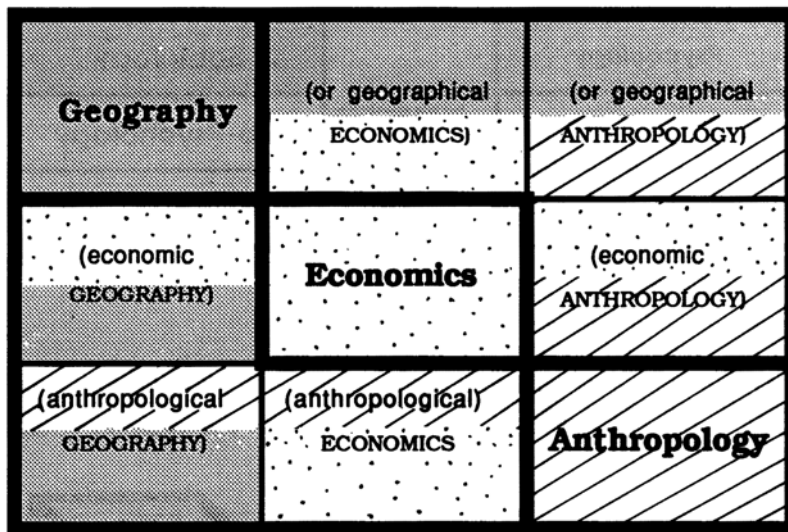 Geography
(or geographical
ECONOMICS)
(or geographical
ANTHROPOLOGY)
(economic
GEOGRAPHY)
Economics
(economic
ANTHROPOLOGY)
(anthropological
GEOGRAPHY)
(anthropological)
ECONOMICS
Anthropology